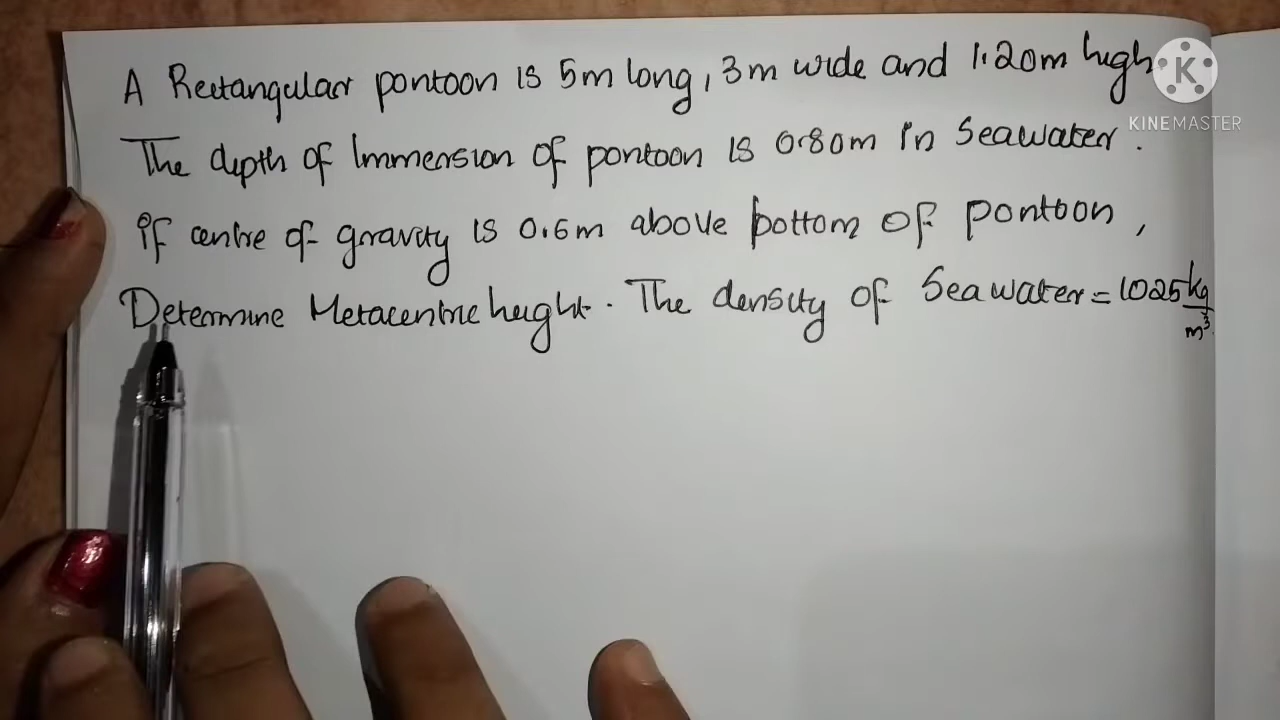 A Rectangular pontoon is 5m long, 3m wide and 1.20m high
The depth of Immersion of pontoon is 0.80m in Seawater.
if centre of gravity is 0.6m above bottom of pontoon,
Determine Metacentric height. The density of Seawater = 1025 kg/m³.
K
KINEMASTER